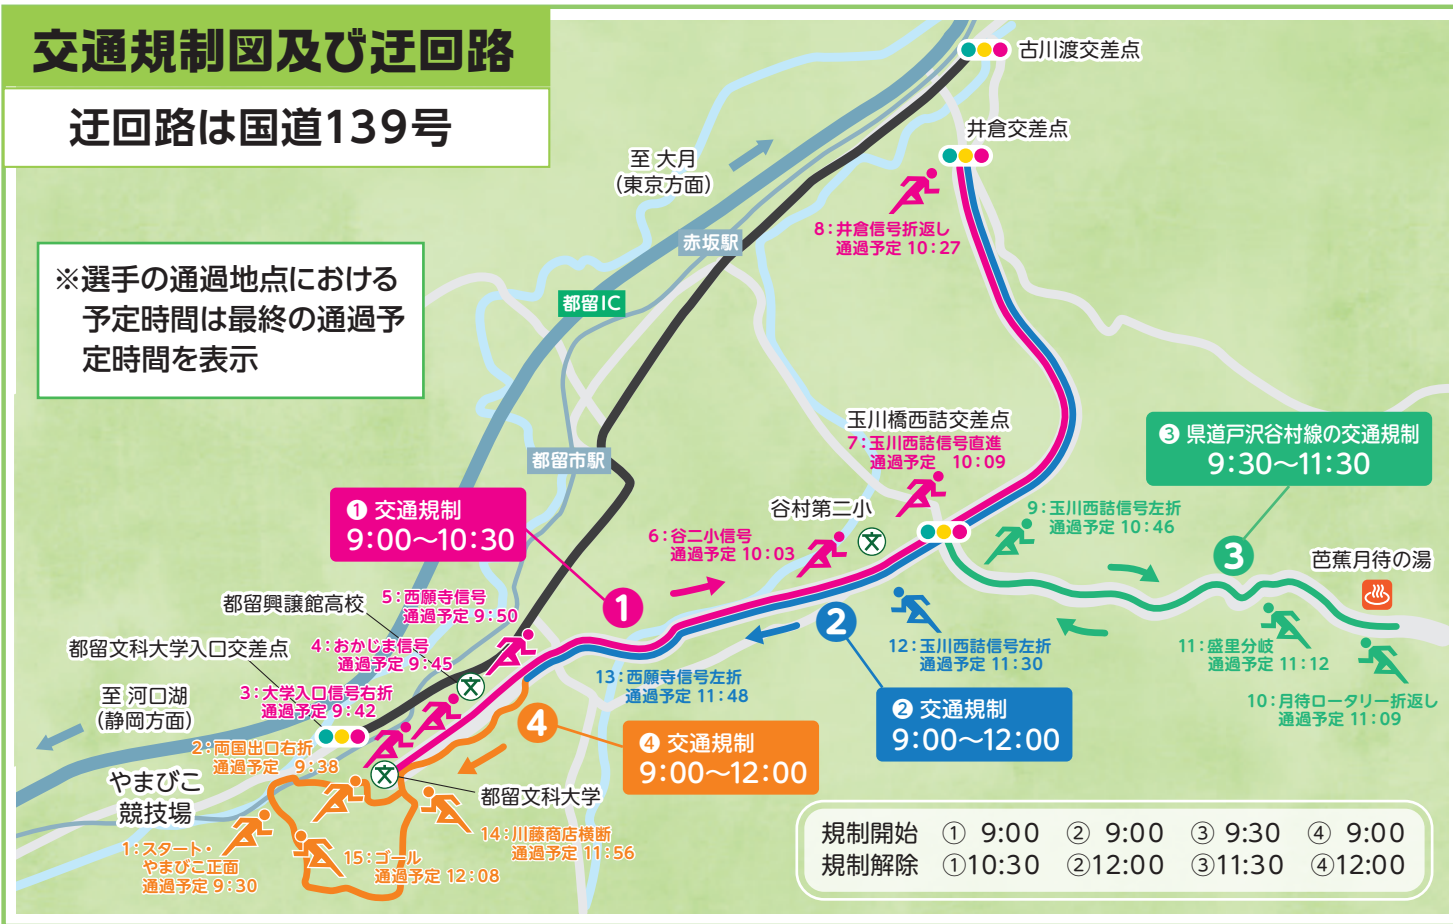 交通規制図及び迂回路
迂回路は国道139号
※選手の通過地点における
予定時間は最終の通過予
定時間を表示
古川渡交差点
井倉交差点
至 大月
(東京方面)
8:井倉信号折返し
通過予定 10:27
赤坂駅
都留IC
都留市駅
玉川橋西詰交差点
7:玉川西詰信号直進
通過予定 10:09
❸ 県道戸沢谷村線の交通規制
9:30〜11:30
❶ 交通規制
9:00〜10:30
谷村第二小
文
6:谷二小信号
通過予定 10:03
9:玉川西詰信号左折
通過予定 10:46
3
芭蕉月待の湯
1
2
5:西願寺信号
通過予定 9:50
都留興譲館高校
文
4:おかじま信号
通過予定 9:45
都留文科大学入口交差点
3:大学入口信号右折
通過予定 9:42
至 河口湖
(静岡方面)
12:玉川西詰信号左折
通過予定 11:30
11:盛里分岐
通過予定 11:12
10:月待ロータリー折返し
通過予定 11:09
13:西願寺信号左折
通過予定 11:48
❷ 交通規制
9:00〜12:00
4
❹ 交通規制
9:00〜12:00
2:両国出口右折
通過予定 9:38
やまびこ
競技場
文
都留文科大学
1:スタート・
やまびこ正面
通過予定 9:30
14:川藤商店横断
通過予定 11:56
15:ゴール
通過予定 12:08
規制開始 ① 9:00 ② 9:00 ③ 9:30 ④ 9:00
規制解除 ①10:30 ②12:00 ③11:30 ④12:00